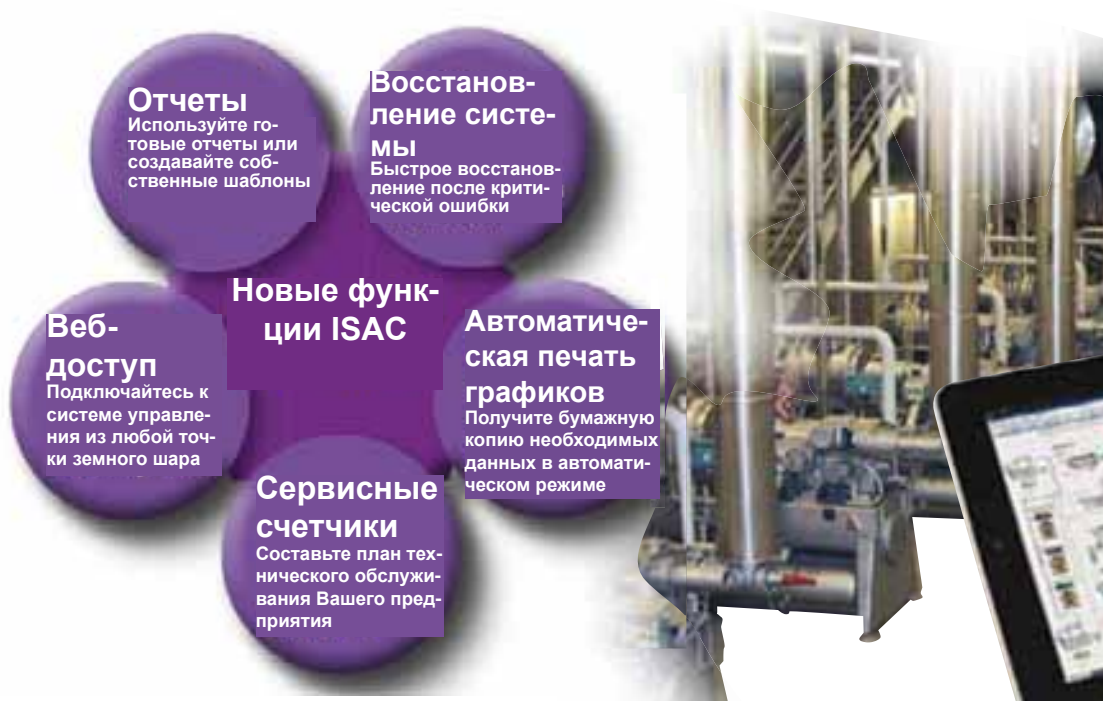 Отчеты
Используйте го-
товые отчеты или
создавайте соб-
ственные шаблоны
Восстанов-
ление систе-
мы
Быстрое восстанов-
ление после крити-
ческой ошибки
Новые функ-
ции ISAC
Веб-
доступ
Подключайтесь к
системе управле-
ния из любой точ-
ки земного шара
Автоматиче-
ская печать
графиков
Получите бумажную
копию необходимых
данных в автомати-
ческом режиме
Сервисные
счетчики
Составьте план тех-
нического обслужи-
вания Вашего пред-
приятия